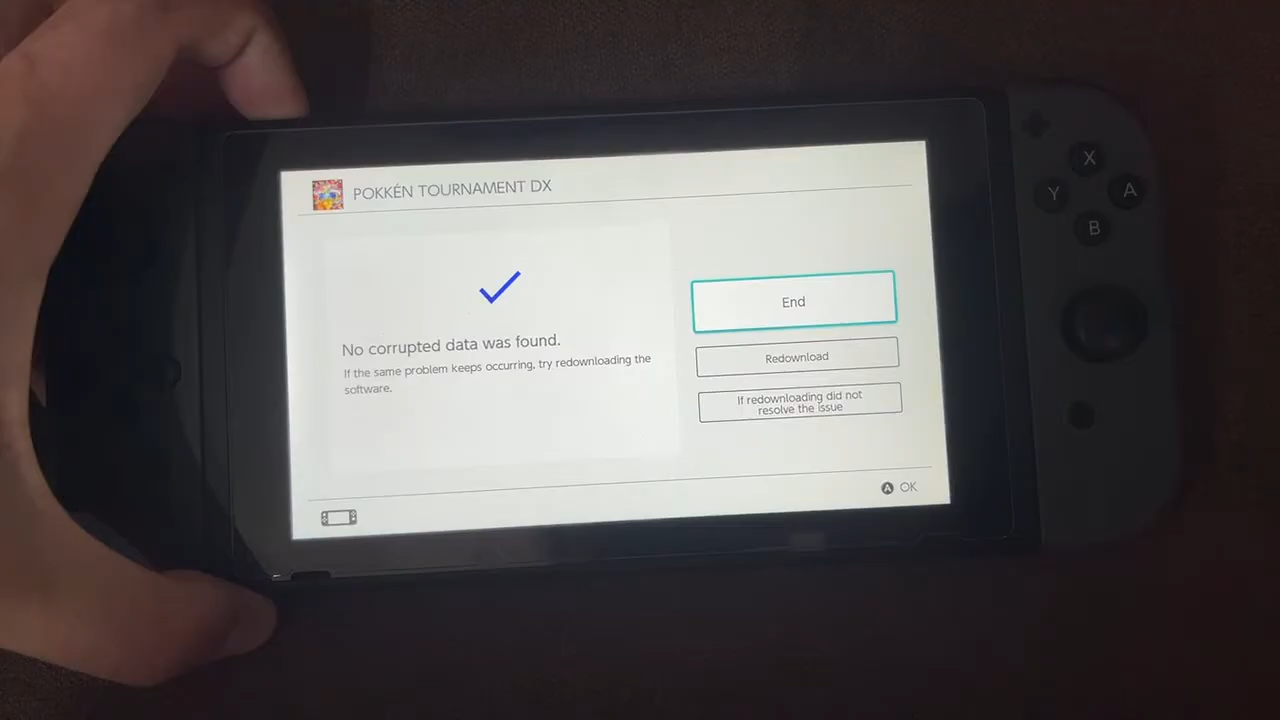 POKKÉN TOURNAMENT DX
No corrupted data was found.
If the same problem keeps occurring, try redownloading the
software.
End
Redownload
If redownloading did not
resolve the issue
A OK
X
Y
A
B